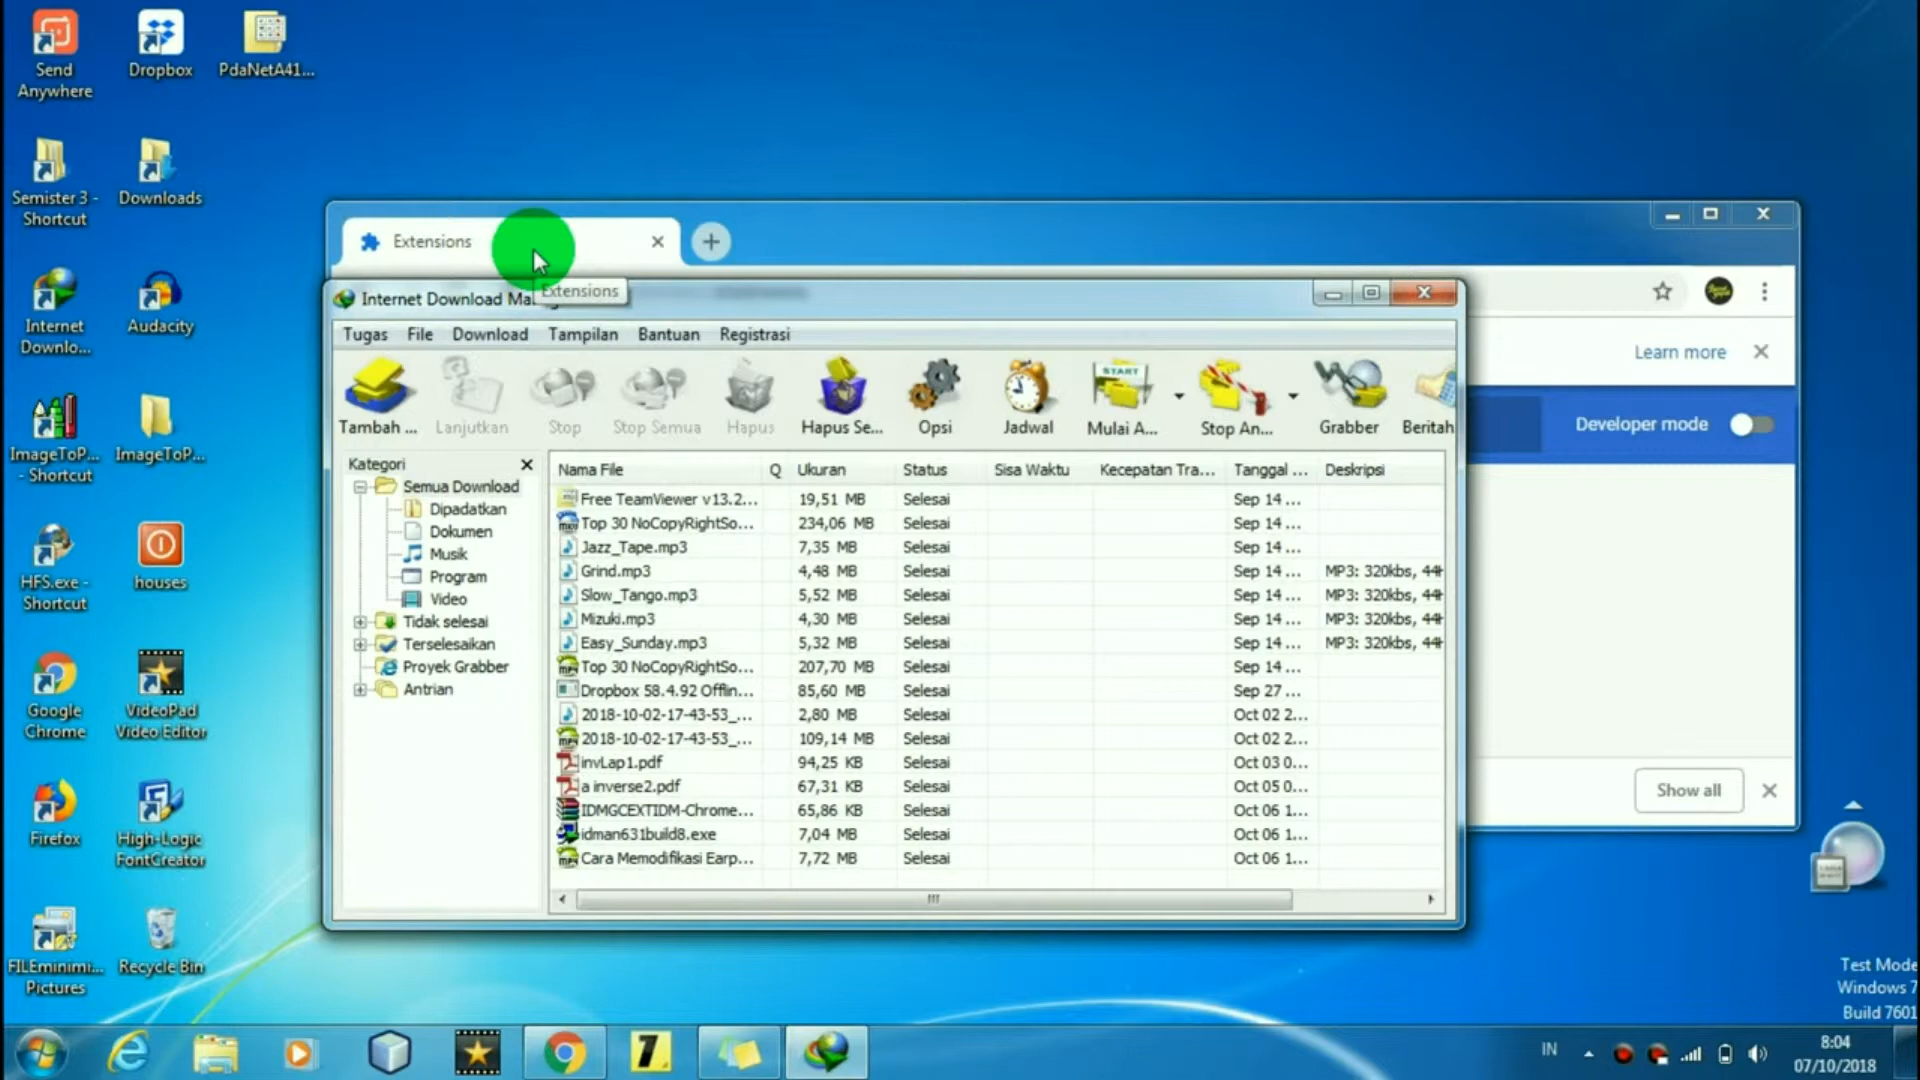 Send
Anywhere
Dropbox
PdaNetA41...
Semister 3 -
Shortcut
Downloads
Internet
Downlo...
Audacity
ImageToP...
- Shortcut
ImageToP...
HFS.exe -
Shortcut
houses
Google
Chrome
VideoPad
Video Editor
Firefox
High-Logic
FontCreator
FILEminimi...
Pictures
Recycle Bin
Extensions
Extensions
Learn more
Developer mode
Show all
Internet Download Ma
Tugas File Download Tampilan Bantuan Registrasi
START
Tambah ... Lanjutkan Stop Stop Semua Hapus Hapus Se... Opsi Jadwal Mulai A... Stop An... Grabber Beritah
Kategori
Semua Download
Dipadatkan
Dokumen
Musik
Program
Video
Tidak selesai
Terselesaikan
Proyek Grabber
Antrian
Nama File Q Ukuran Status Sisa Waktu Kecepatan Tra... Tanggal ... Deskripsi
Free TeamViewer v13.2... 19,51 MB Selesai Sep 14 ...
Top 30 NoCopyRightSo... 234,06 MB Selesai Sep 14 ...
Jazz_Tape.mp3 7,35 MB Selesai Sep 14 ...
Grind.mp3 4,48 MB Selesai Sep 14 ... MP3: 320kbs, 44
Slow_Tango.mp3 5,52 MB Selesai Sep 14 ... MP3: 320kbs, 44
Mizuki.mp3 4,30 MB Selesai Sep 14 ... MP3: 320kbs, 44
Easy_Sunday.mp3 5,32 MB Selesai Sep 14 ... MP3: 320kbs, 44
Top 30 NoCopyRightSo... 207,70 MB Selesai Sep 14 ...
Dropbox 58.4.92 Offlin... 85,60 MB Selesai Sep 27 ...
2018-10-02-17-43-53_... 2,80 MB Selesai Oct 02 2...
2018-10-02-17-43-53_... 109,14 MB Selesai Oct 02 2...
invLap1.pdf 94,25 KB Selesai Oct 03 0...
a inverse2.pdf 67,31 KB Selesai Oct 05 0...
IDMGCEXTIDM-Chrome... 65,86 KB Selesai Oct 06 1...
idman631build8.exe 7,04 MB Selesai Oct 06 1...
Cara Memodifikasi Earp... 7,72 MB Selesai Oct 06 1...
Test Mode
Windows 7
Build 7601
IN
8:04
07/10/2018